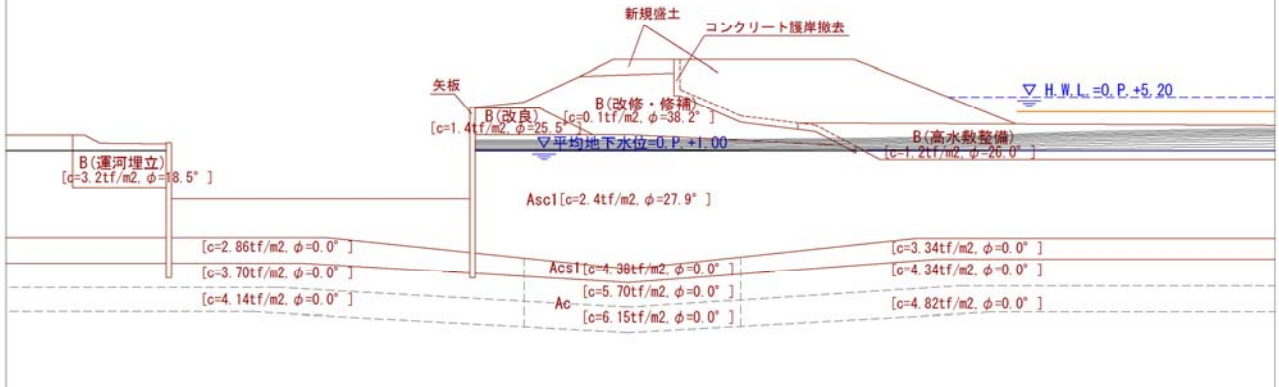 新規盛土
コンクリート護岸撤去
矢板
▽ H.W.L.=O.P.+5.20
B(改修・修補)
[c=0.1tf/m2, φ=38.2° ]
B(改良)
[c=1.4tf/m2, φ=25.5° ]
B(高水敷整備)
[c=1.2tf/m2, φ=26.0° ]
▽平均地下水位=O.P.+1.00
B(運河埋立)
[c=3.2tf/m2, φ=18.5° ]
Asc1[c=2.4tf/m2, φ=27.9° ]
[c=2.86tf/m2, φ=0.0° ]
[c=3.34tf/m2, φ=0.0° ]
Acs1[c=4.38tf/m2, φ=0.0° ]
[c=3.70tf/m2, φ=0.0° ]
[c=4.34tf/m2, φ=0.0° ]
[c=5.70tf/m2, φ=0.0° ]
Ac
[c=4.14tf/m2, φ=0.0° ]
[c=4.82tf/m2, φ=0.0° ]
[c=6.15tf/m2, φ=0.0° ]